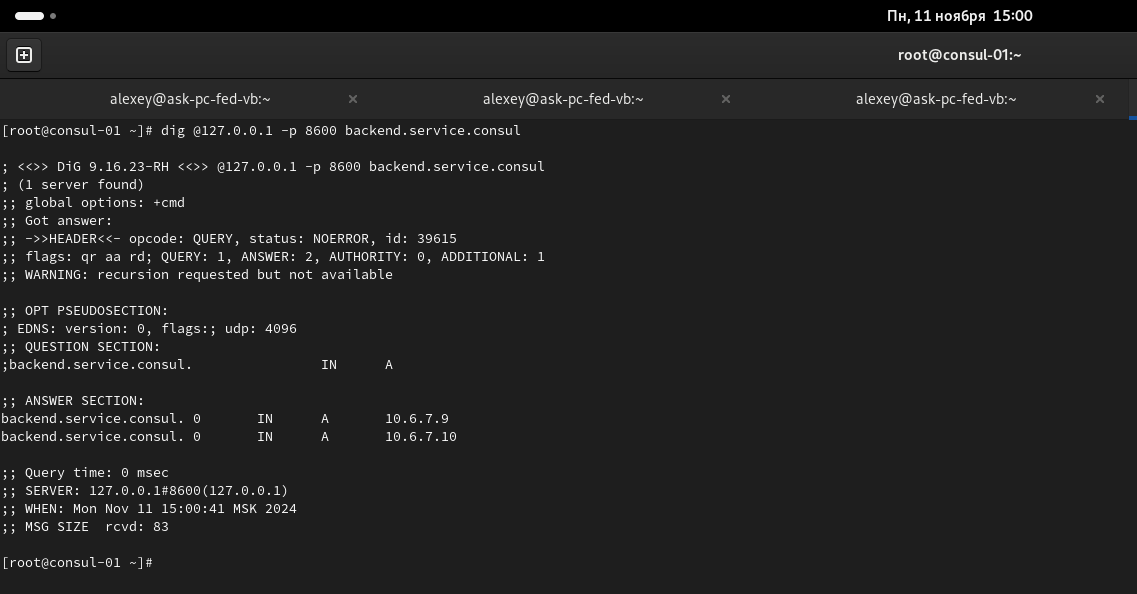 Пн, 11 ноября 15:00
root@consul-01:~
alexey@ask-pc-fed-vb:~ × alexey@ask-pc-fed-vb:~ × alexey@ask-pc-fed-vb:~ ×
[root@consul-01 ~]# dig @127.0.0.1 -p 8600 backend.service.consul

; <<>> DiG 9.16.23-RH <<>> @127.0.0.1 -p 8600 backend.service.consul
; (1 server found)
;; global options: +cmd
;; Got answer:
;; ->>HEADER<<- opcode: QUERY, status: NOERROR, id: 39615
;; flags: qr aa rd; QUERY: 1, ANSWER: 2, AUTHORITY: 0, ADDITIONAL: 1
;; WARNING: recursion requested but not available

;; OPT PSEUDOSECTION:
; EDNS: version: 0, flags:; udp: 4096
;; QUESTION SECTION:
;backend.service.consul.		IN	A

;; ANSWER SECTION:
backend.service.consul.	0	IN	A	10.6.7.9
backend.service.consul.	0	IN	A	10.6.7.10

;; Query time: 0 msec
;; SERVER: 127.0.0.1#8600(127.0.0.1)
;; WHEN: Mon Nov 11 15:00:41 MSK 2024
;; MSG SIZE  rcvd: 83

[root@consul-01 ~]#